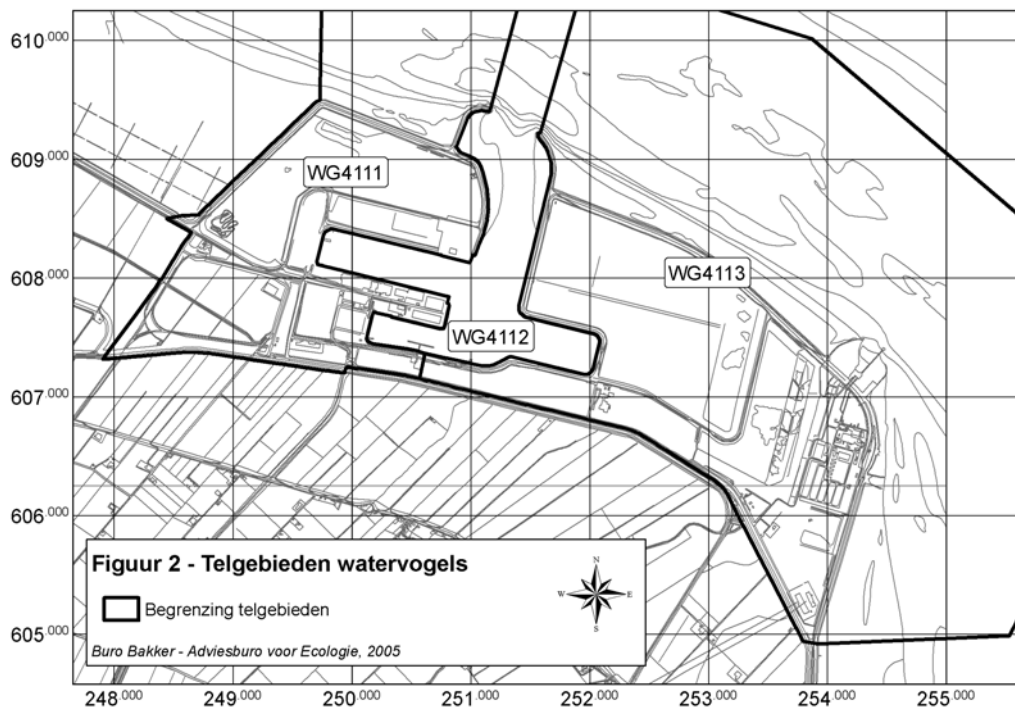 610.000
609.000
608.000
607.000
606.000
605.000
WG4111
WG4113
WG4112
Figuur 2 - Telgebieden watervogels
Begrenzing telgebieden
Buro Bakker - Adviesburo voor Ecologie, 2005
N
W E
S
248.000 249.000 250.000 251.000 252.000 253.000 254.000 255.000